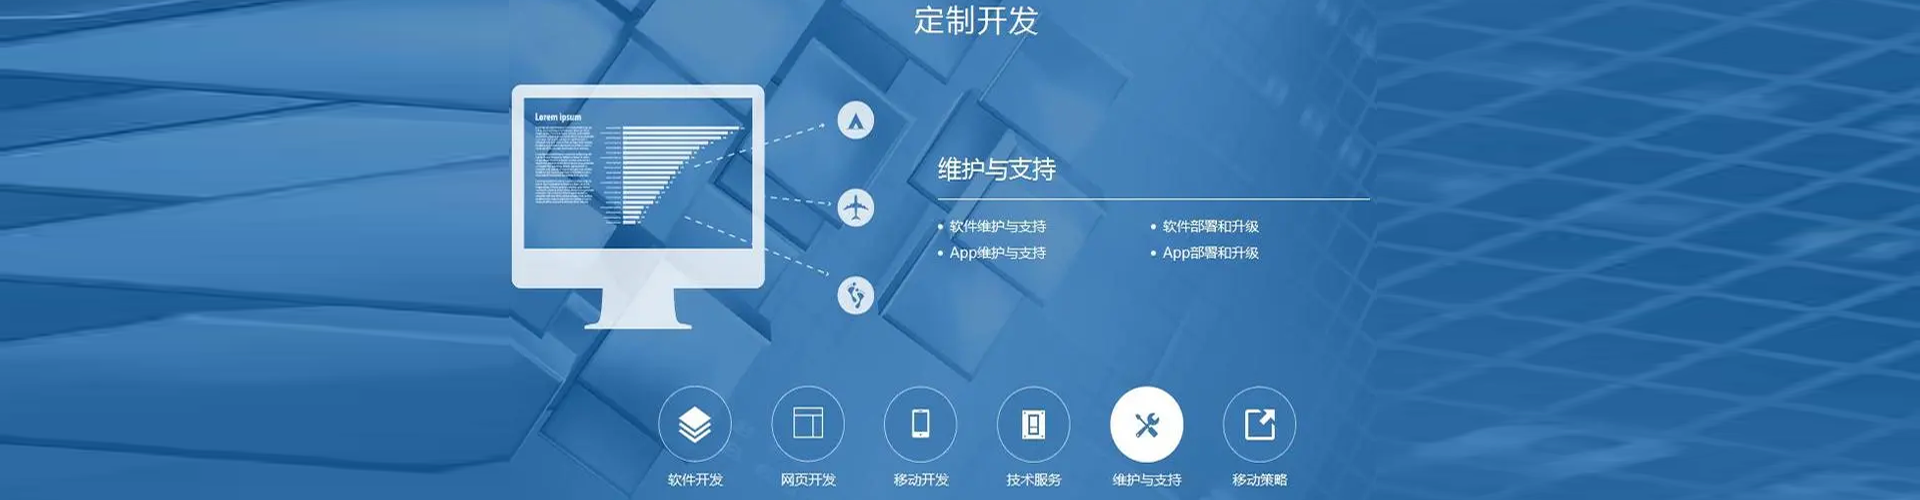 定制开发
Lorem ipsum
维护与支持
• 软件维护与支持
• 软件部署和升级
• App维护与支持
• App部署和升级
软件开发
网页开发
移动开发
技术服务
维护与支持
移动策略